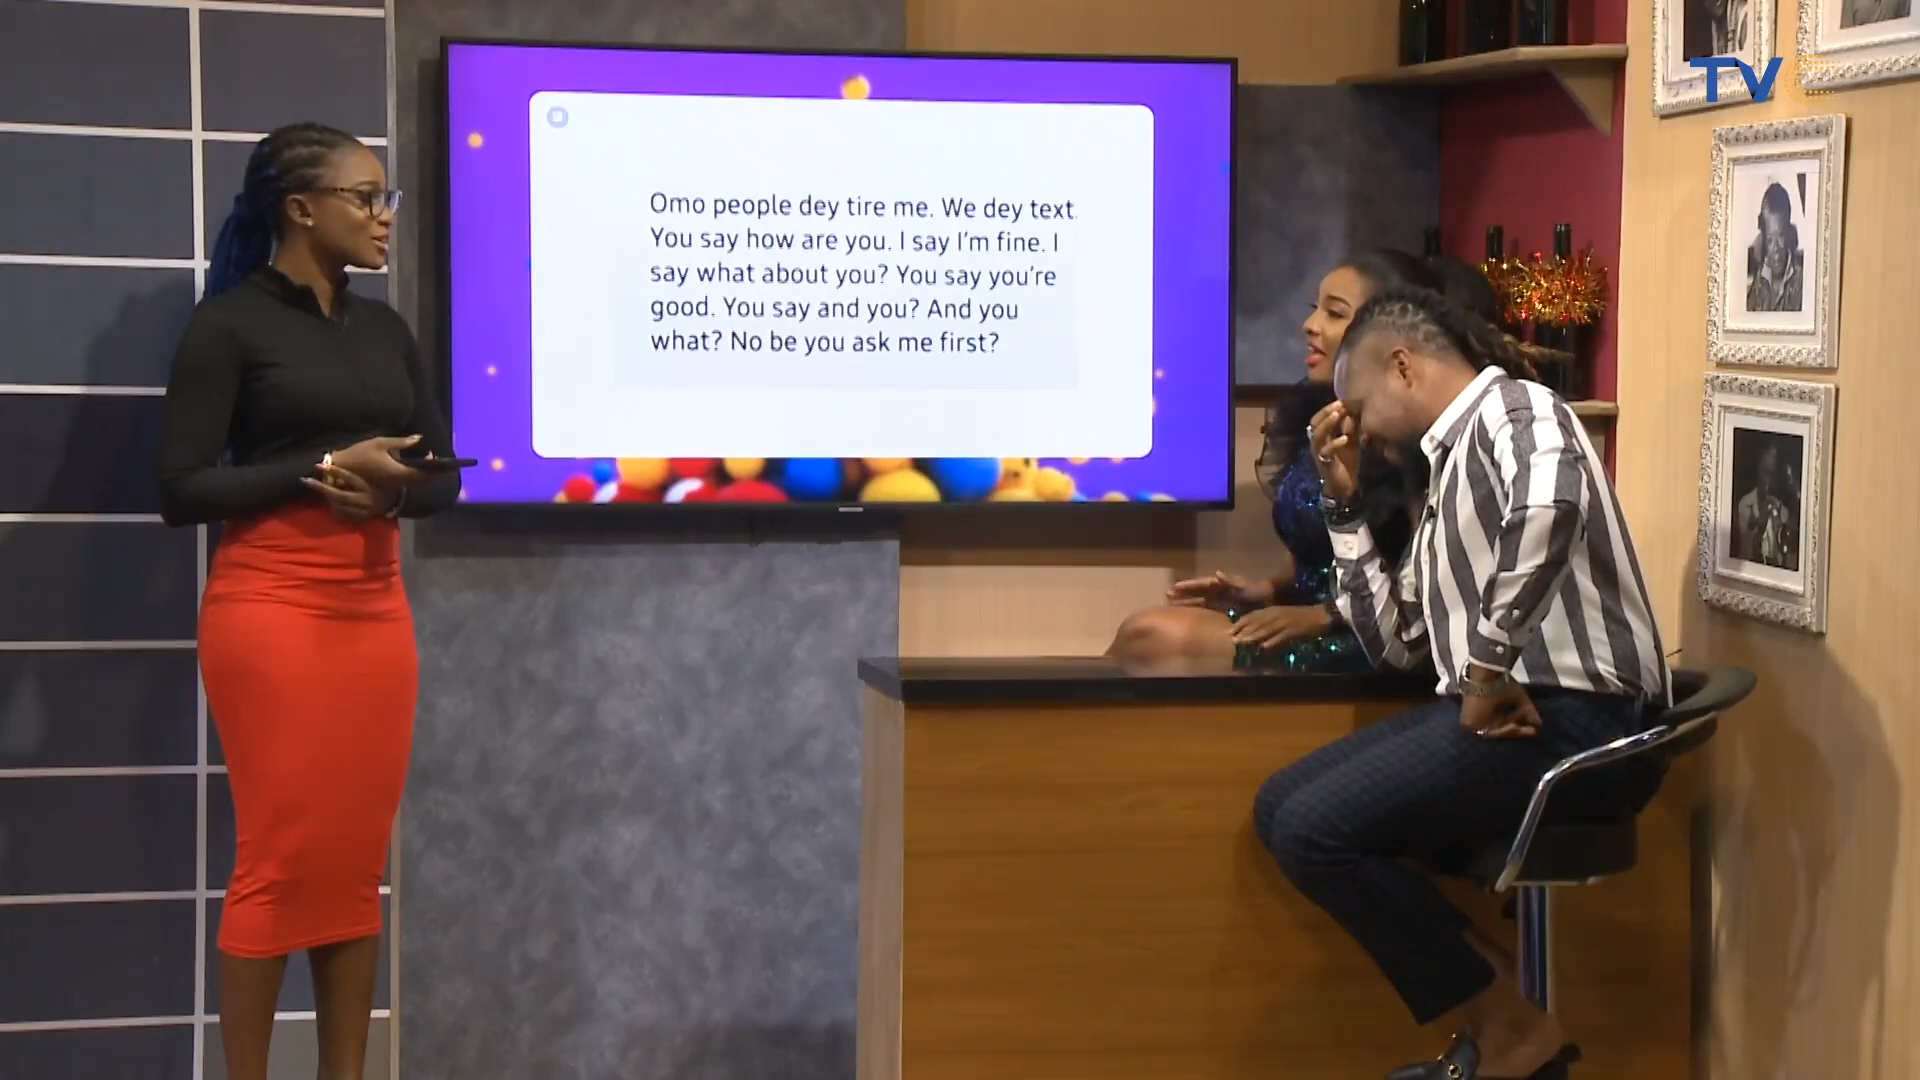 TVC
Omo people dey tire me. We dey text.
You say how are you. I say I'm fine. I
say what about you? You say you're
good. You say and you? And you
what? No be you ask me first?